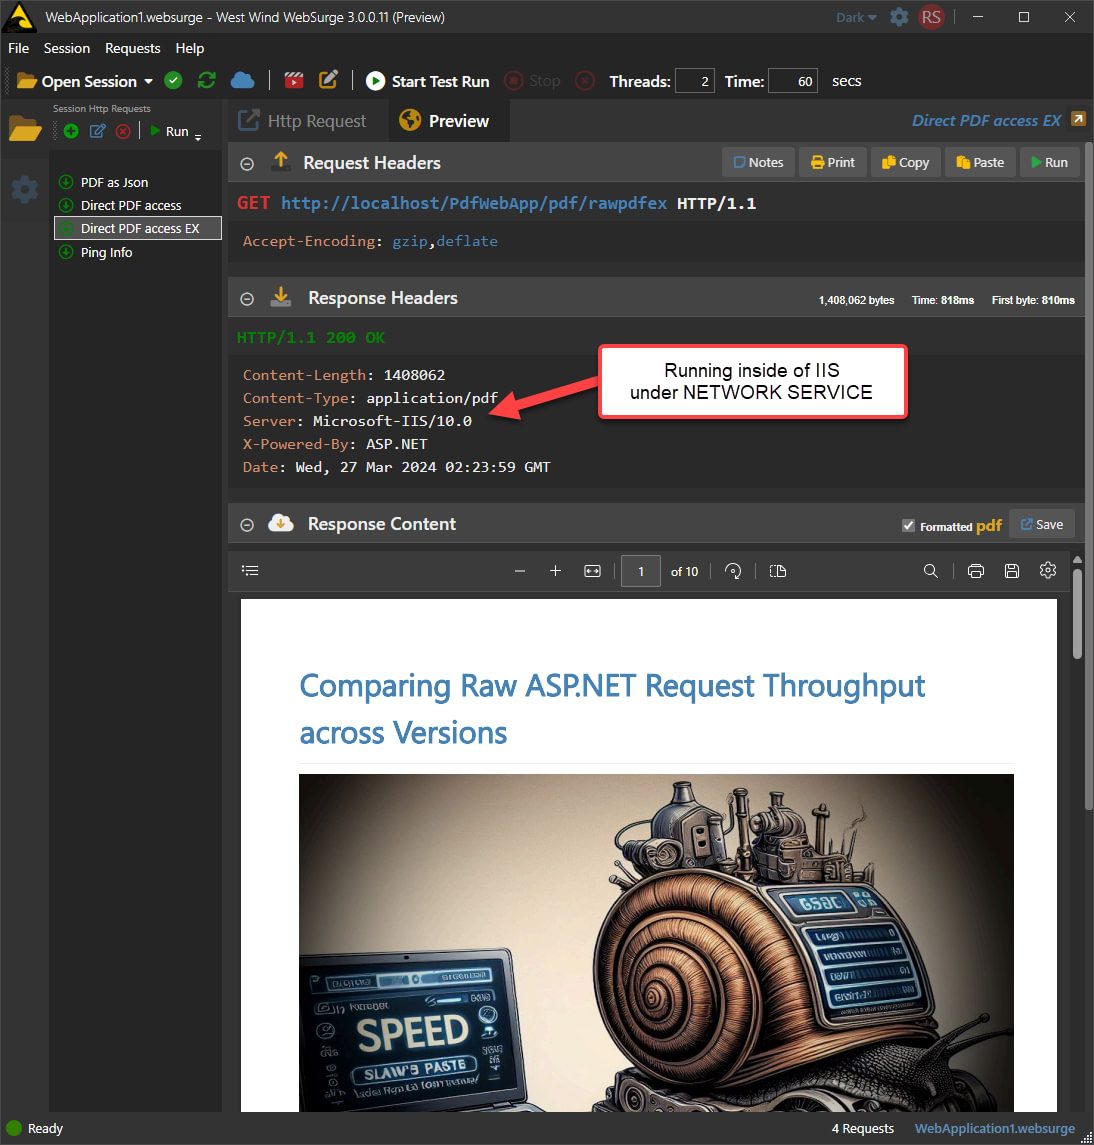 WebApplication1.websurge - West Wind WebSurge 3.0.0.11 (Preview)
Dark
RS
File Session Requests Help
Open Session
Start Test Run
Stop
Threads: 2 Time: 60 secs
Session Http Requests
Run
PDF as Json
Direct PDF access
Direct PDF access EX
Ping Info
Http Request
Preview
Direct PDF access EX
Request Headers
Notes
Print
Copy
Paste
Run
GET http://localhost/PdfWebApp/pdf/rawpdfex HTTP/1.1
Accept-Encoding: gzip,deflate
Response Headers
1,408,062 bytes Time: 818ms First byte: 810ms
HTTP/1.1 200 OK
Content-Length: 1408062
Content-Type: application/pdf
Server: Microsoft-IIS/10.0
X-Powered-By: ASP.NET
Date: Wed, 27 Mar 2024 02:23:59 GMT
Running inside of IIS
under NETWORK SERVICE
Response Content
Formatted pdf
Save
1 of 10
Comparing Raw ASP.NET Request Throughput
across Versions
SPEED
SLAW'S PASTE
Ready
4 Requests
WebApplication1.websurge